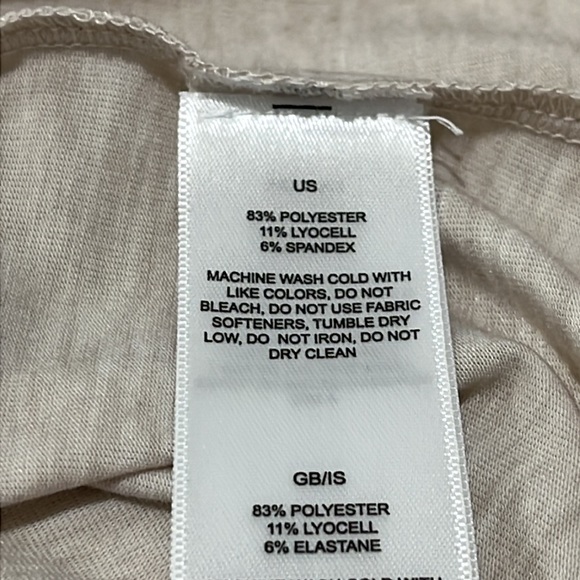 US
83% POLYESTER
11% LYOCELL
6% SPANDEX
MACHINE WASH COLD WITH
LIKE COLORS, DO NOT
BLEACH, DO NOT USE FABRIC
SOFTENERS, TUMBLE DRY
LOW, DO NOT IRON, DO NOT
DRY CLEAN
GB/IS
83% POLYESTER
11% LYOCELL
6% ELASTANE
COLD WITH